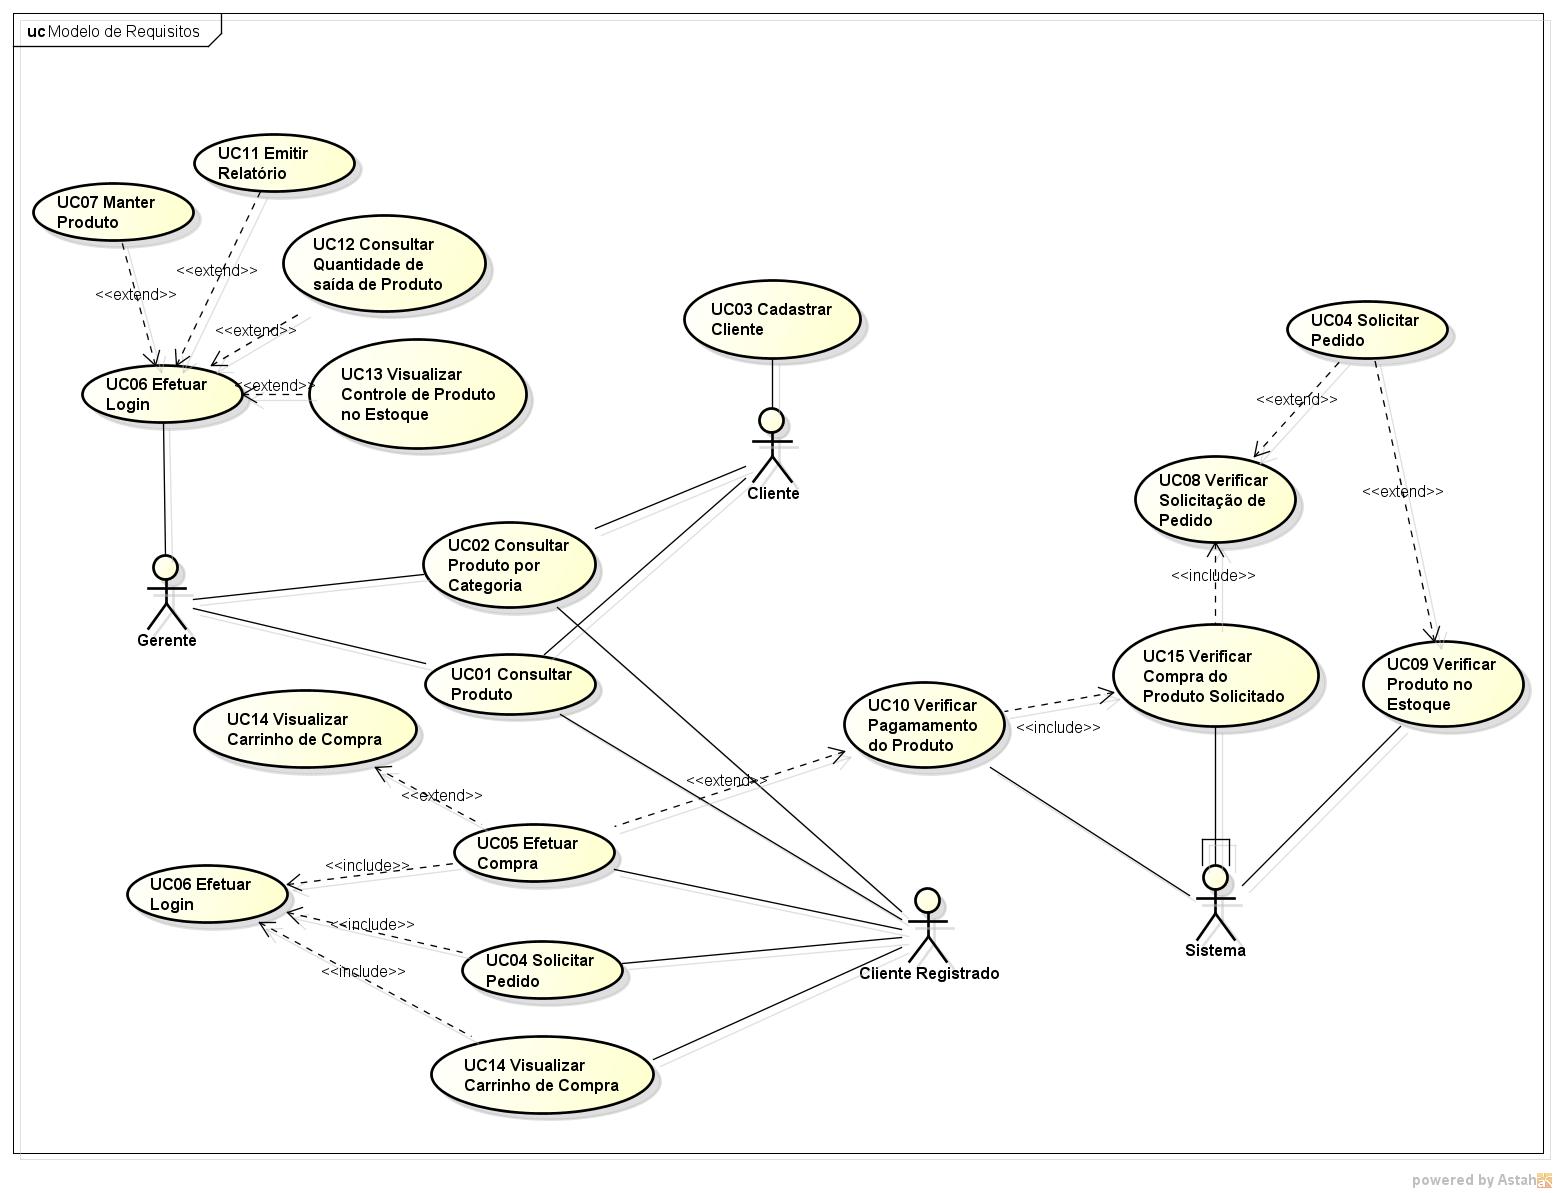 uc Modelo de Requisitos
UC11 Emitir
Relatório
UC07 Manter
Produto
UC12 Consultar
Quantidade de
saída de Produto
<<extend>>
<<extend>>
<<extend>>
<<extend>>
UC13 Visualizar
Controle de Produto
no Estoque
UC06 Efetuar
Login
UC03 Cadastrar
Cliente
UC04 Solicitar
Pedido
<<extend>>
<<extend>>
Cliente
UC08 Verificar
Solicitação de
Pedido
<<include>>
UC02 Consultar
Produto por
Categoria
Gerente
UC01 Consultar
Produto
UC15 Verificar
Compra do
Produto Solicitado
UC09 Verificar
Produto no
Estoque
UC10 Verificar
Pagamamento
do Produto
<<include>>
UC14 Visualizar
Carrinho de Compra
<<extend>>
<<extend>>
UC05 Efetuar
Compra
<<include>>
UC06 Efetuar
Login
<<include>>
<<include>>
UC04 Solicitar
Pedido
Cliente Registrado
Sistema
UC14 Visualizar
Carrinho de Compra
powered by Astah